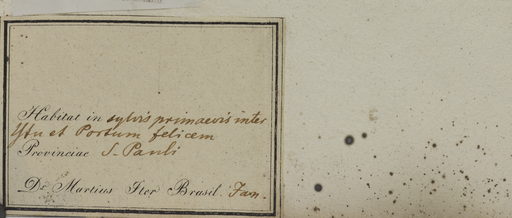 Habitat in sylvis primaevis inter
Ytu et Portum felicem
Provinciae S. Pauli
Dr. Martius Iter Brasil. Jan.